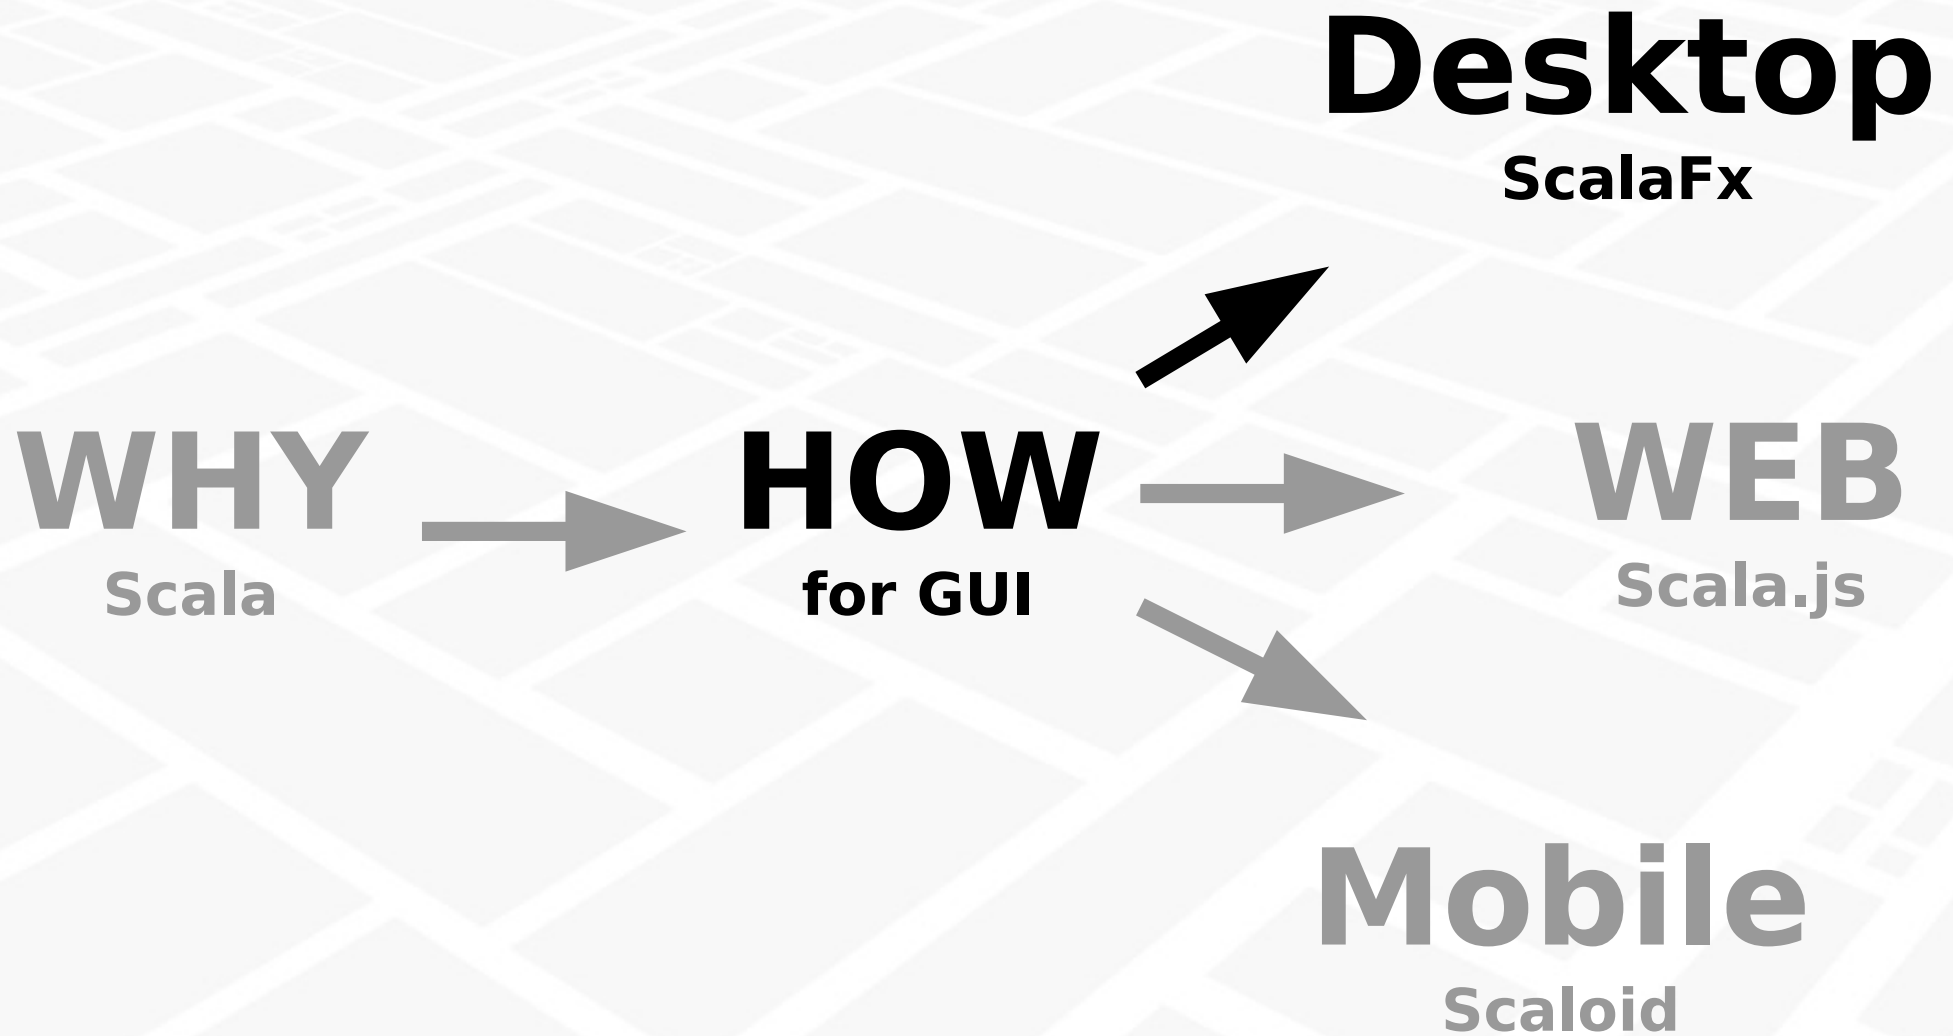 Desktop
ScalaFx
WHY
Scala
HOW
for GUI
WEB
Scala.js
Mobile
Scaloid